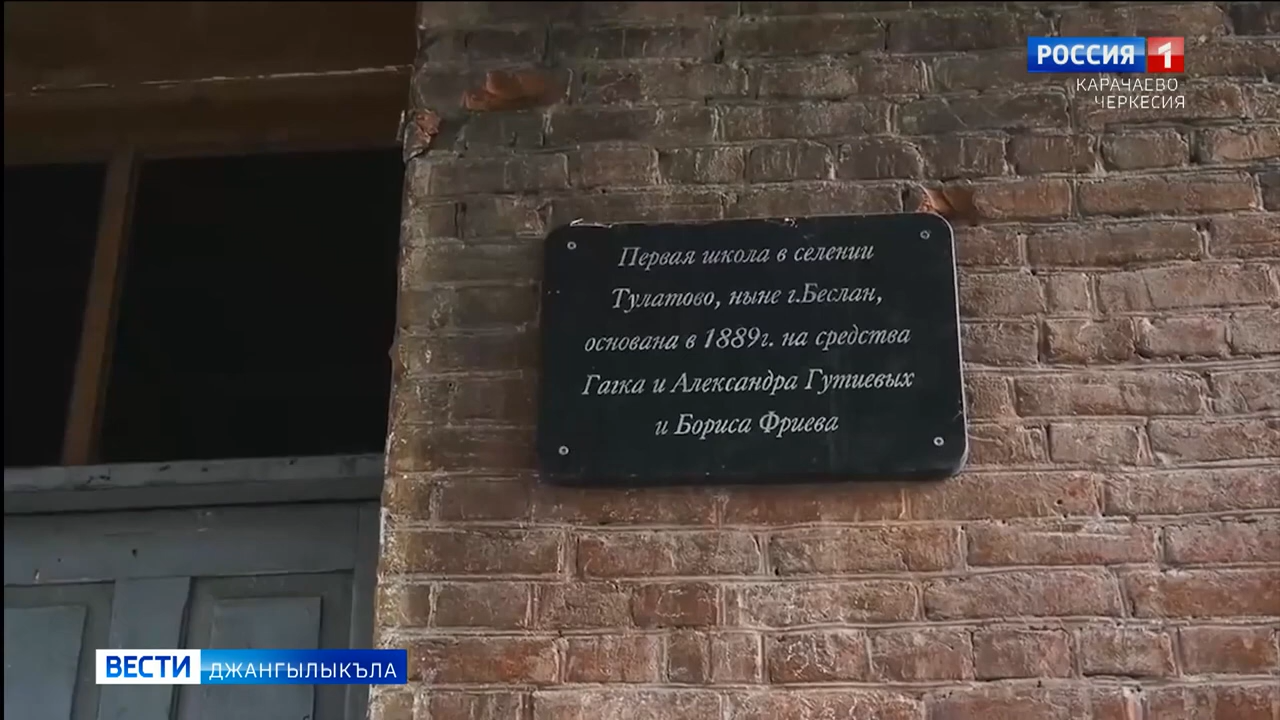 РОССИЯ 1
КАРАЧАЕВО
ЧЕРКЕСИЯ
Первая школа в селении
Тулатово, ныне г.Беслан,
основана в 1889г. на средства
Гагка и Александра Гутиевых
и Бориса Фриева
ВЕСТИ ДЖАНГЫЛЫКЪЛА